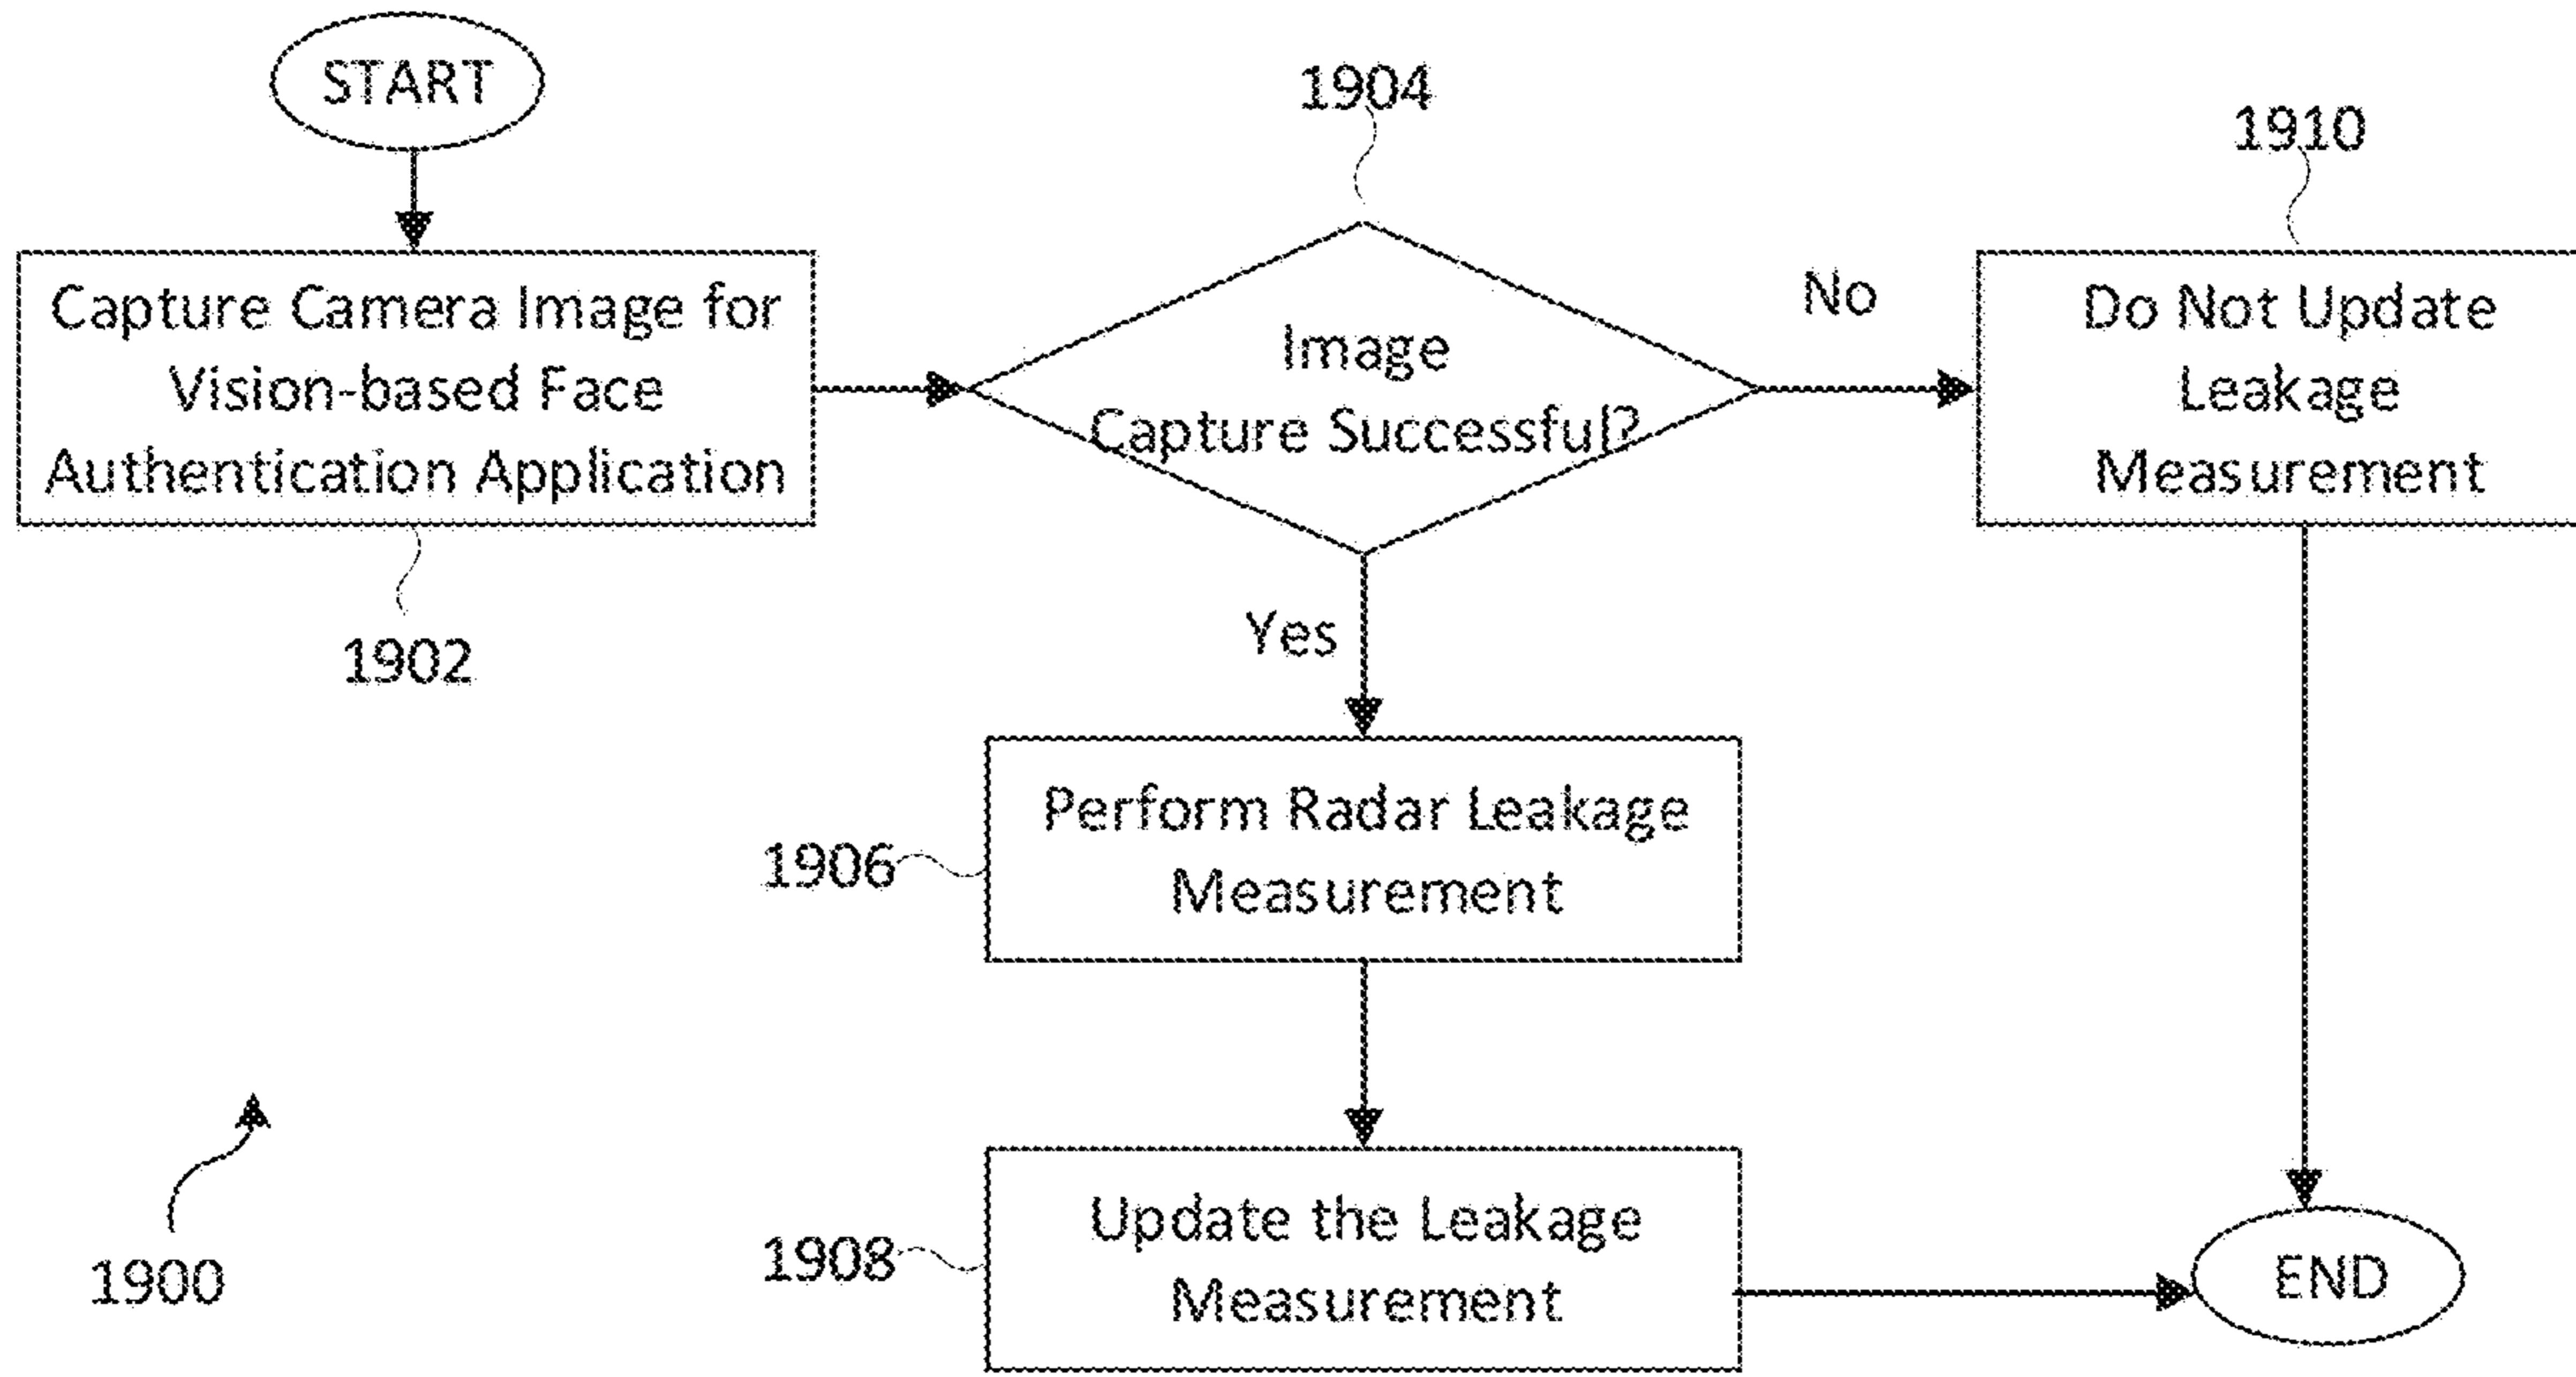 START
Capture Camera Image for
Vision-based Face
Authentication Application
1902
1904
Image
Capture Successful?
No
1910
Do Not Update
Leakage
Measurement
Yes
1906
Perform Radar Leakage
Measurement
1908
Update the Leakage
Measurement
END
1900